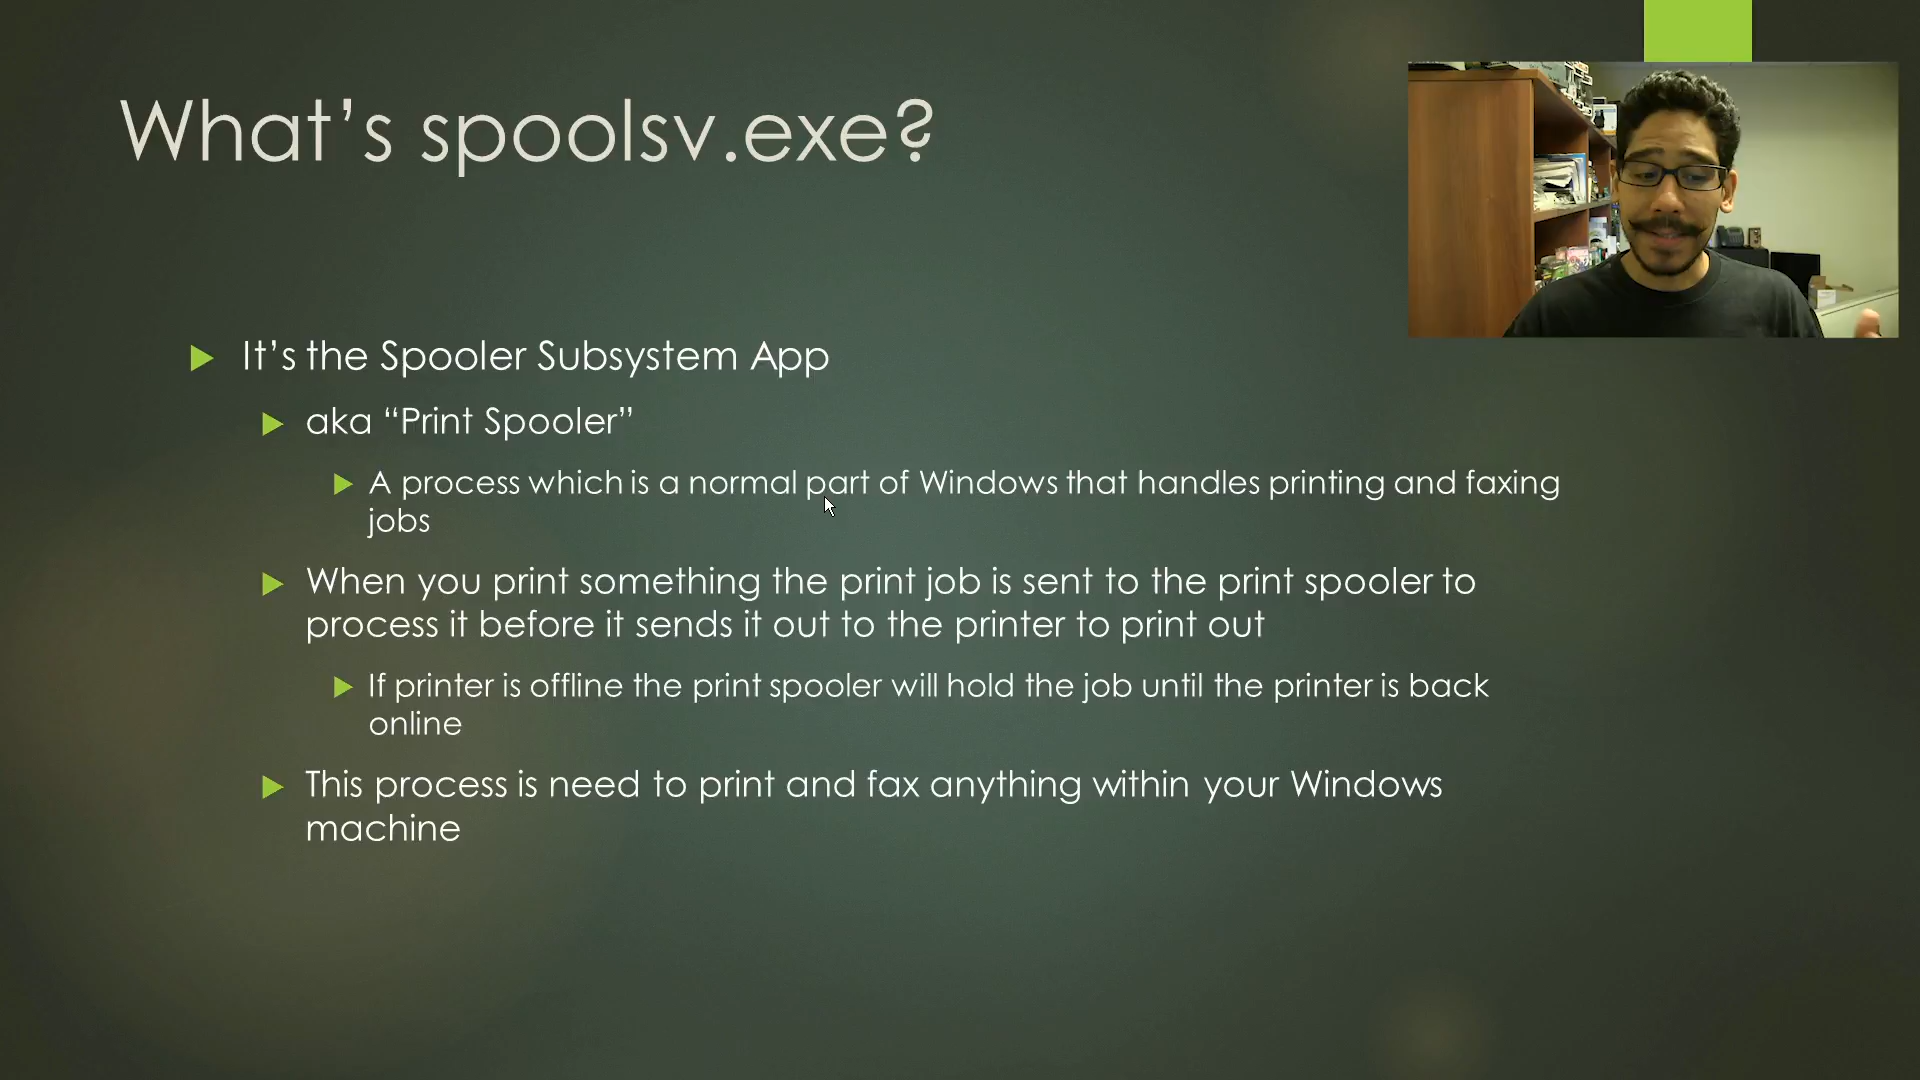 What’s spoolsv.exe?
It’s the Spooler Subsystem App
aka “Print Spooler”
A process which is a normal part of Windows that handles printing and faxing
jobs
When you print something the print job is sent to the print spooler to
process it before it sends it out to the printer to print out
If printer is offline the print spooler will hold the job until the printer is back
online
This process is need to print and fax anything within your Windows
machine